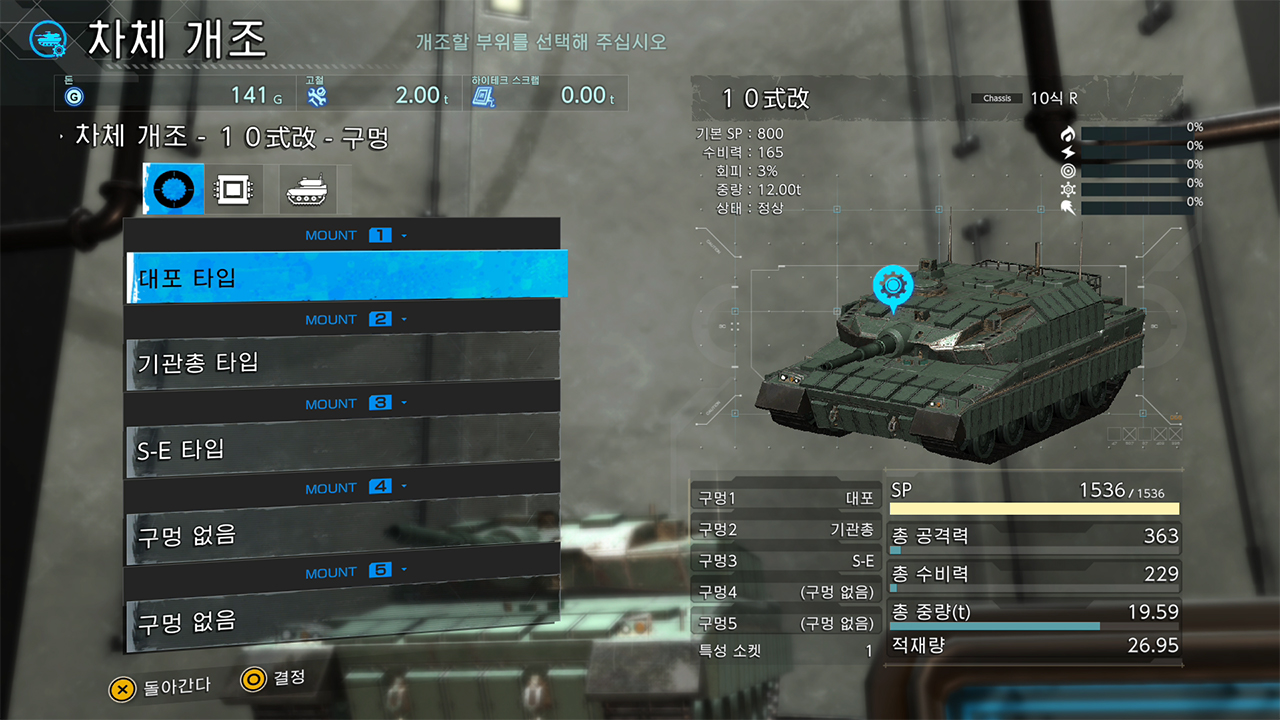 차체 개조
개조할 부위를 선택해 주십시오
돈 141 G
고철 2.00 t
하이테크 스크랩 0.00 t
차체 개조 - １０式改 - 구멍
MOUNT 1
대포 타입
MOUNT 2
기관총 타입
MOUNT 3
S-E 타입
MOUNT 4
구멍 없음
MOUNT 5
구멍 없음
돌아간다
결정
１０式改
Chassis 10식 R
기본 SP : 800
수비력 : 165
회피 : 3%
중량 : 12.00t
상태 : 정상
0%
0%
0%
0%
0%
구멍1 대포
구멍2 기관총
구멍3 S-E
구멍4 (구멍 없음)
구멍5 (구멍 없음)
특성 소켓 1
SP 1536 / 1536
총 공격력 363
총 수비력 229
총 중량(t) 19.59
적재량 26.95